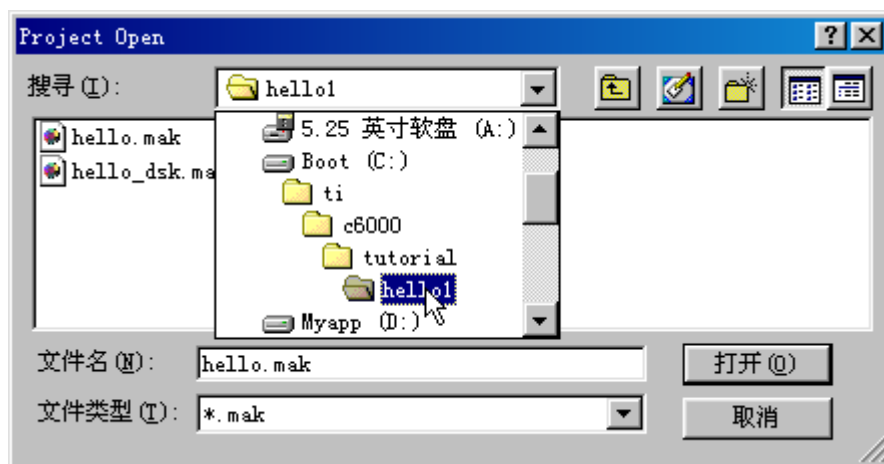 Project Open
搜寻(I):
hello1
5.25 英寸软盘 (A:)
hello.mak
Boot (C:)
hello_dsk.ma
ti
c6000
tutorial
hello1
Myapp (D:)
文件名(N):
hello.mak
打开(O)
文件类型(T):
*.mak
取消